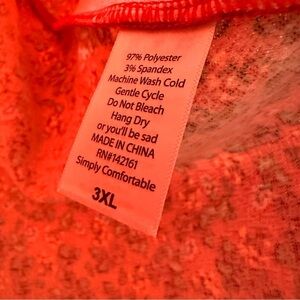 97% Polyester
3% Spandex
Machine Wash Cold
Gentle Cycle
Do Not Bleach
Hang Dry
or you'll be sad
MADE IN CHINA
RN#142161
Simply Comfortable
3XL